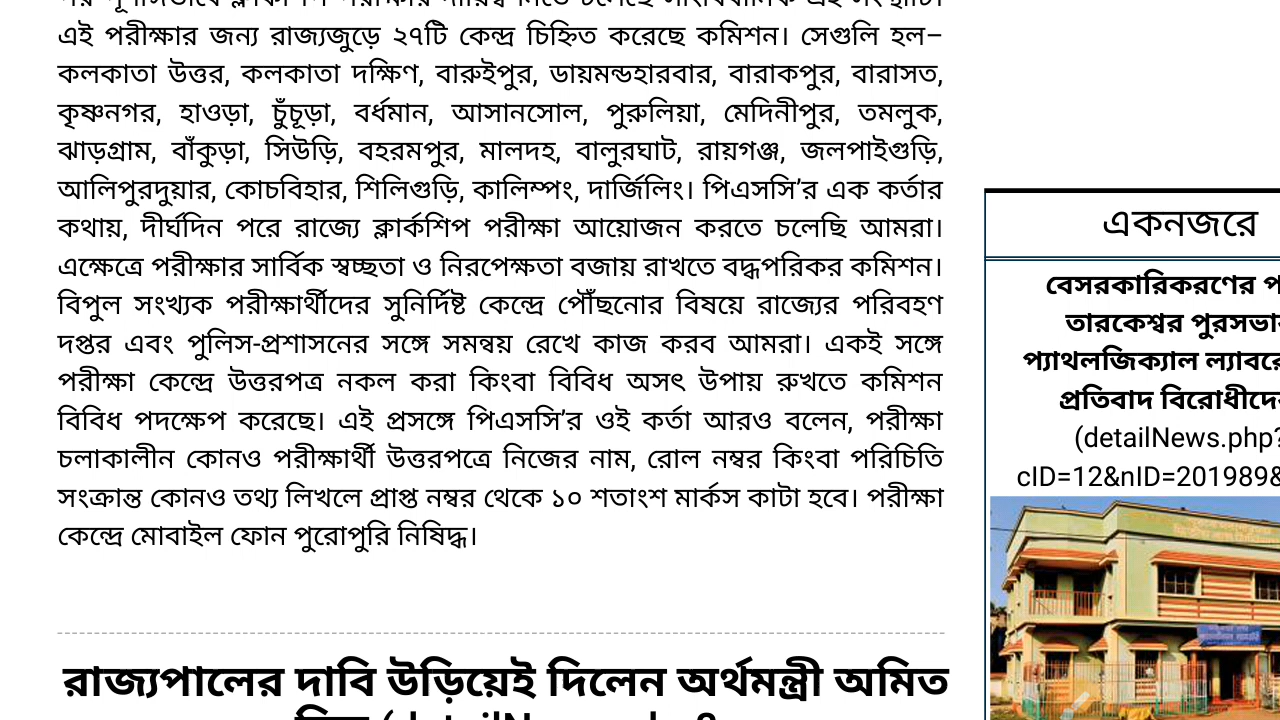 এই পরীক্ষার জন্য রাজ্যজুড়ে ২৭টি কেন্দ্র চিহ্নিত করেছে কমিশন। সেগুলি হল–
কলকাতা উত্তর, কলকাতা দক্ষিণ, বারুইপুর, ডায়মন্ডহারবার, বারাকপুর, বারাসত,
কৃষ্ণনগর, হাওড়া, চুঁচূড়া, বর্ধমান, আসানসোল, পুরুলিয়া, মেদিনীপুর, তমলুক,
ঝাড়গ্রাম, বাঁকুড়া, সিউড়ি, বহরমপুর, মালদহ, বালুরঘাট, রায়গঞ্জ, জলপাইগুড়ি,
আলিপুরদুয়ার, কোচবিহার, শিলিগুড়ি, কালিম্পং, দার্জিলিং। পিএসসি’র এক কর্তার
কথায়, দীর্ঘদিন পরে রাজ্যে ক্লার্কশিপ পরীক্ষা আয়োজন করতে চলেছি আমরা।
এক্ষেত্রে পরীক্ষার সার্বিক স্বচ্ছতা ও নিরপেক্ষতা বজায় রাখতে বদ্ধপরিকর কমিশন।
বিপুল সংখ্যক পরীক্ষার্থীদের সুনির্দিষ্ট কেন্দ্রে পৌঁছনোর বিষয়ে রাজ্যের পরিবহণ
দপ্তর এবং পুলিস-প্রশাসনের সঙ্গে সমন্বয় রেখে কাজ করব আমরা। একই সঙ্গে
পরীক্ষা কেন্দ্রে উত্তরপত্র নকল করা কিংবা বিবিধ অসৎ উপায় রুখতে কমিশন
বিবিধ পদক্ষেপ করেছে। এই প্রসঙ্গে পিএসসি’র ওই কর্তা আরও বলেন, পরীক্ষা
চলাকালীন কোনও পরীক্ষার্থী উত্তরপত্রে নিজের নাম, রোল নম্বর কিংবা পরিচিতি
সংক্রান্ত কোনও তথ্য লিখলে প্রাপ্ত নম্বর থেকে ১০ শতাংশ মার্কস কাটা হবে। পরীক্ষা
কেন্দ্রে মোবাইল ফোন পুরোপুরি নিষিদ্ধ।
রাজ্যপালের দাবি উড়িয়েই দিলেন অর্থমন্ত্রী অমিত
একনজরে
বেসরকারিকরণের
তারকেশ্বর পুরসভা
প্যাথলজিক্যাল
প্রতিবাদ
(detailNews.php?
cID=12&nID=201989&